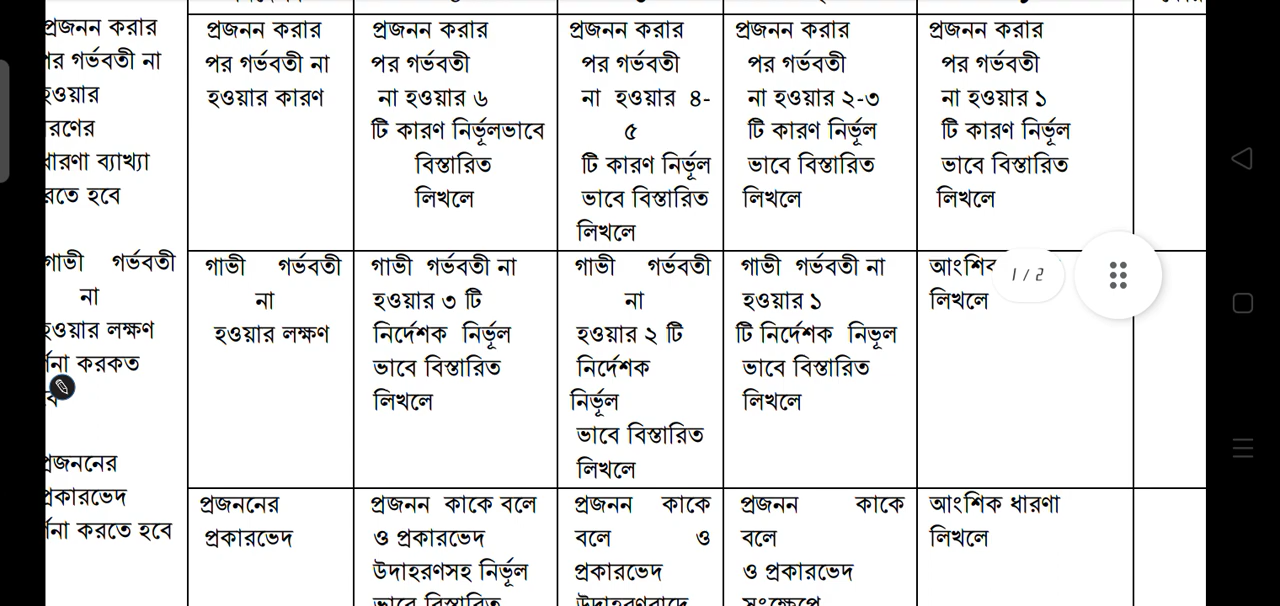 প্রজনন করার
পর গর্ভবতী না
হওয়ার
ধারণা ব্যাখ্যা
হবে
গাভী গর্ভবতী
না
হওয়ার লক্ষণ
করকত
প্রজননের
প্রকারভেদ
করতে হবে
প্রজনন করার
পর গর্ভবতী না
হওয়ার কারণ
প্রজনন করার
পর গর্ভবতী
না হওয়ার ৬
টি কারণ নির্ভূলভাবে
বিস্তারিত
লিখলে
প্রজনন করার
পর গর্ভবতী
না হওয়ার ৪-
৫
টি কারণ নির্ভূল
ভাবে বিস্তারিত
লিখলে
প্রজনন করার
পর গর্ভবতী
না হওয়ার ২-৩
টি কারণ নির্ভূল
ভাবে বিস্তারিত
লিখলে
প্রজনন করার
পর গর্ভবতী
না হওয়ার ১
টি কারণ নির্ভূল
ভাবে বিস্তারিত
লিখলে
গাভী গর্ভবতী
না
হওয়ার লক্ষণ
গাভী গর্ভবতী না
হওয়ার ৩ টি
নির্দেশক নির্ভূল
ভাবে বিস্তারিত
লিখলে
গাভী গর্ভবতী
না
হওয়ার ২ টি
নির্দেশক
নির্ভূল
ভাবে বিস্তারিত
লিখলে
গাভী গর্ভবতী না
হওয়ার ১
টি নির্দেশক নিভূল
ভাবে বিস্তারিত
লিখলে
লিখলে
1 / 2
প্রজননের
প্রকারভেদ
প্রজনন কাকে বলে
ও প্রকারভেদ
উদাহরণসহ নির্ভূল
ভাবে বিস্তারিত
প্রজনন কাকে
বলে ও
প্রকারভেদ
উদাহরণবাদে
প্রজনন কাকে
বলে
ও প্রকারভেদ
সংক্ষেপে
আংশিক ধারণা
লিখলে